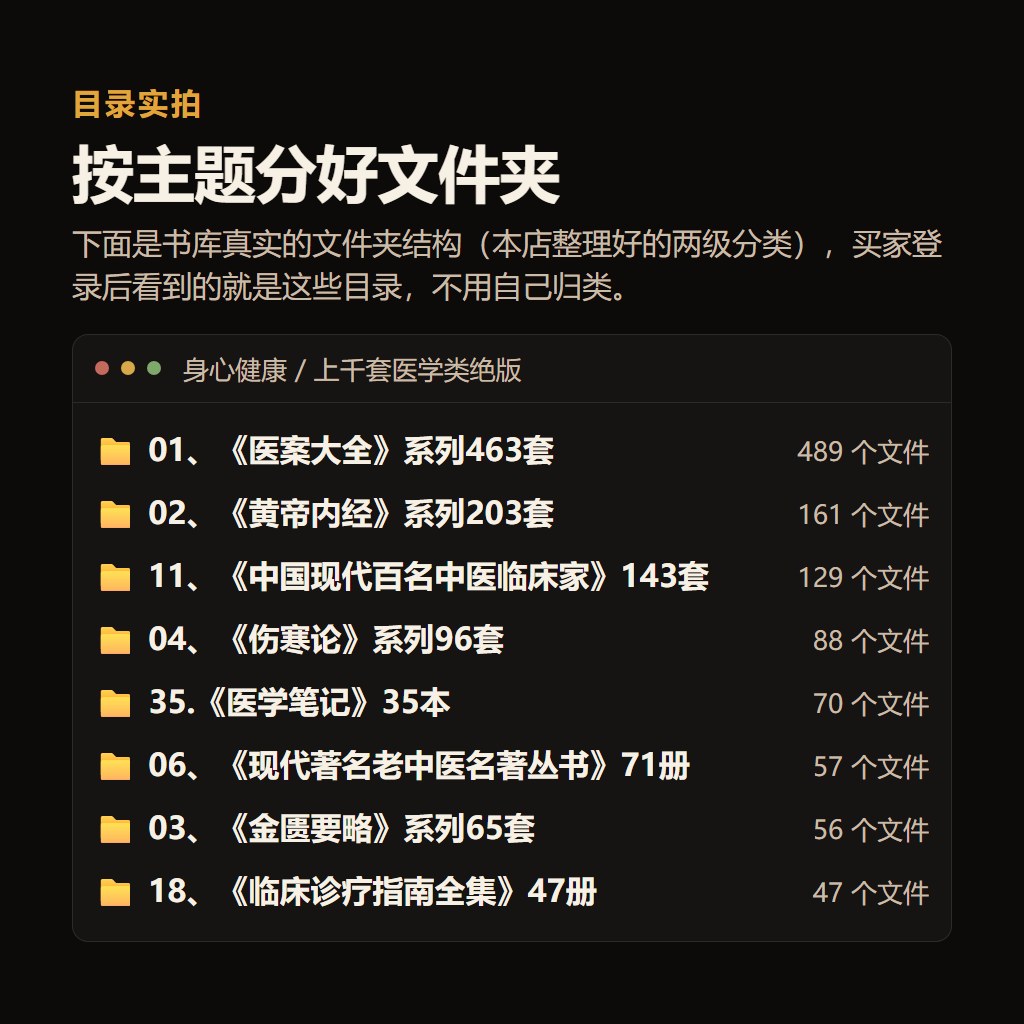 目录实拍
按主题分好文件夹
下面是书库真实的文件夹结构（本店整理好的两级分类），买家登
录后看到的就是这些目录，不用自己归类。
身心健康 / 上千套医学类绝版
01、《医案大全》系列463套 489 个文件
02、《黄帝内经》系列203套 161 个文件
11、《中国现代百名中医临床家》143套 129 个文件
04、《伤寒论》系列96套 88 个文件
35.《医学笔记》35本 70 个文件
06、《现代著名老中医名著丛书》71册 57 个文件
03、《金匮要略》系列65套 56 个文件
18、《临床诊疗指南全集》47册 47 个文件